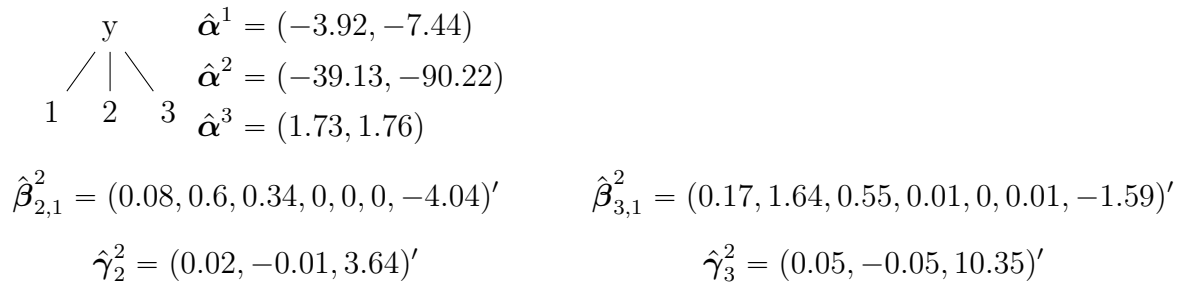 y
1 2 3
α̂¹ = (−3.92, −7.44)
α̂² = (−39.13, −90.22)
α̂³ = (1.73, 1.76)
β̂²₂,₁ = (0.08, 0.6, 0.34, 0, 0, 0, −4.04)′ β̂²₃,₁ = (0.17, 1.64, 0.55, 0.01, 0, 0.01, −1.59)′
γ̂²₂ = (0.02, −0.01, 3.64)′ γ̂²₃ = (0.05, −0.05, 10.35)′